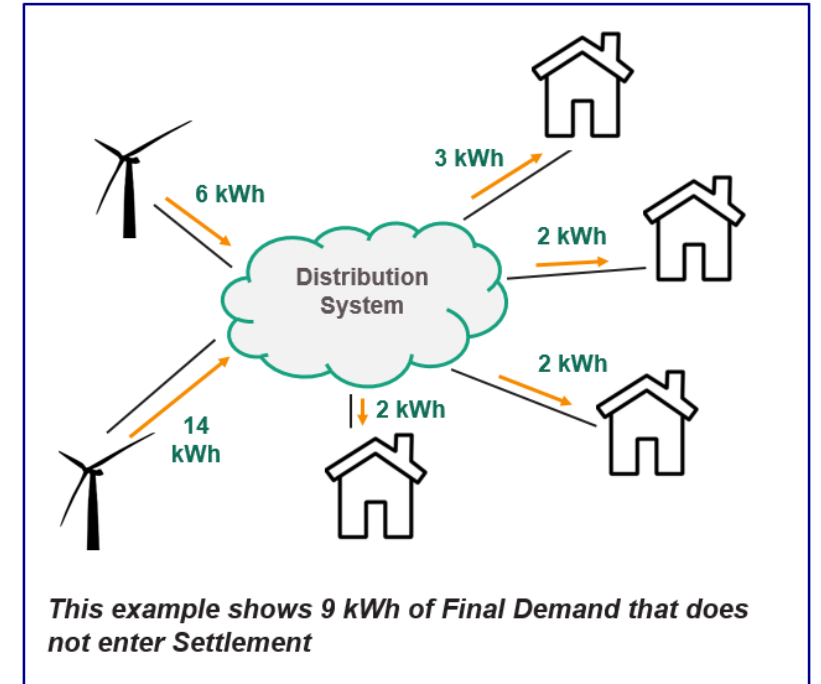 3 kWh
6 kWh
2 kWh
Distribution
System
2 kWh
2 kWh
14
kWh
This example shows 9 kWh of Final Demand that does
not enter Settlement